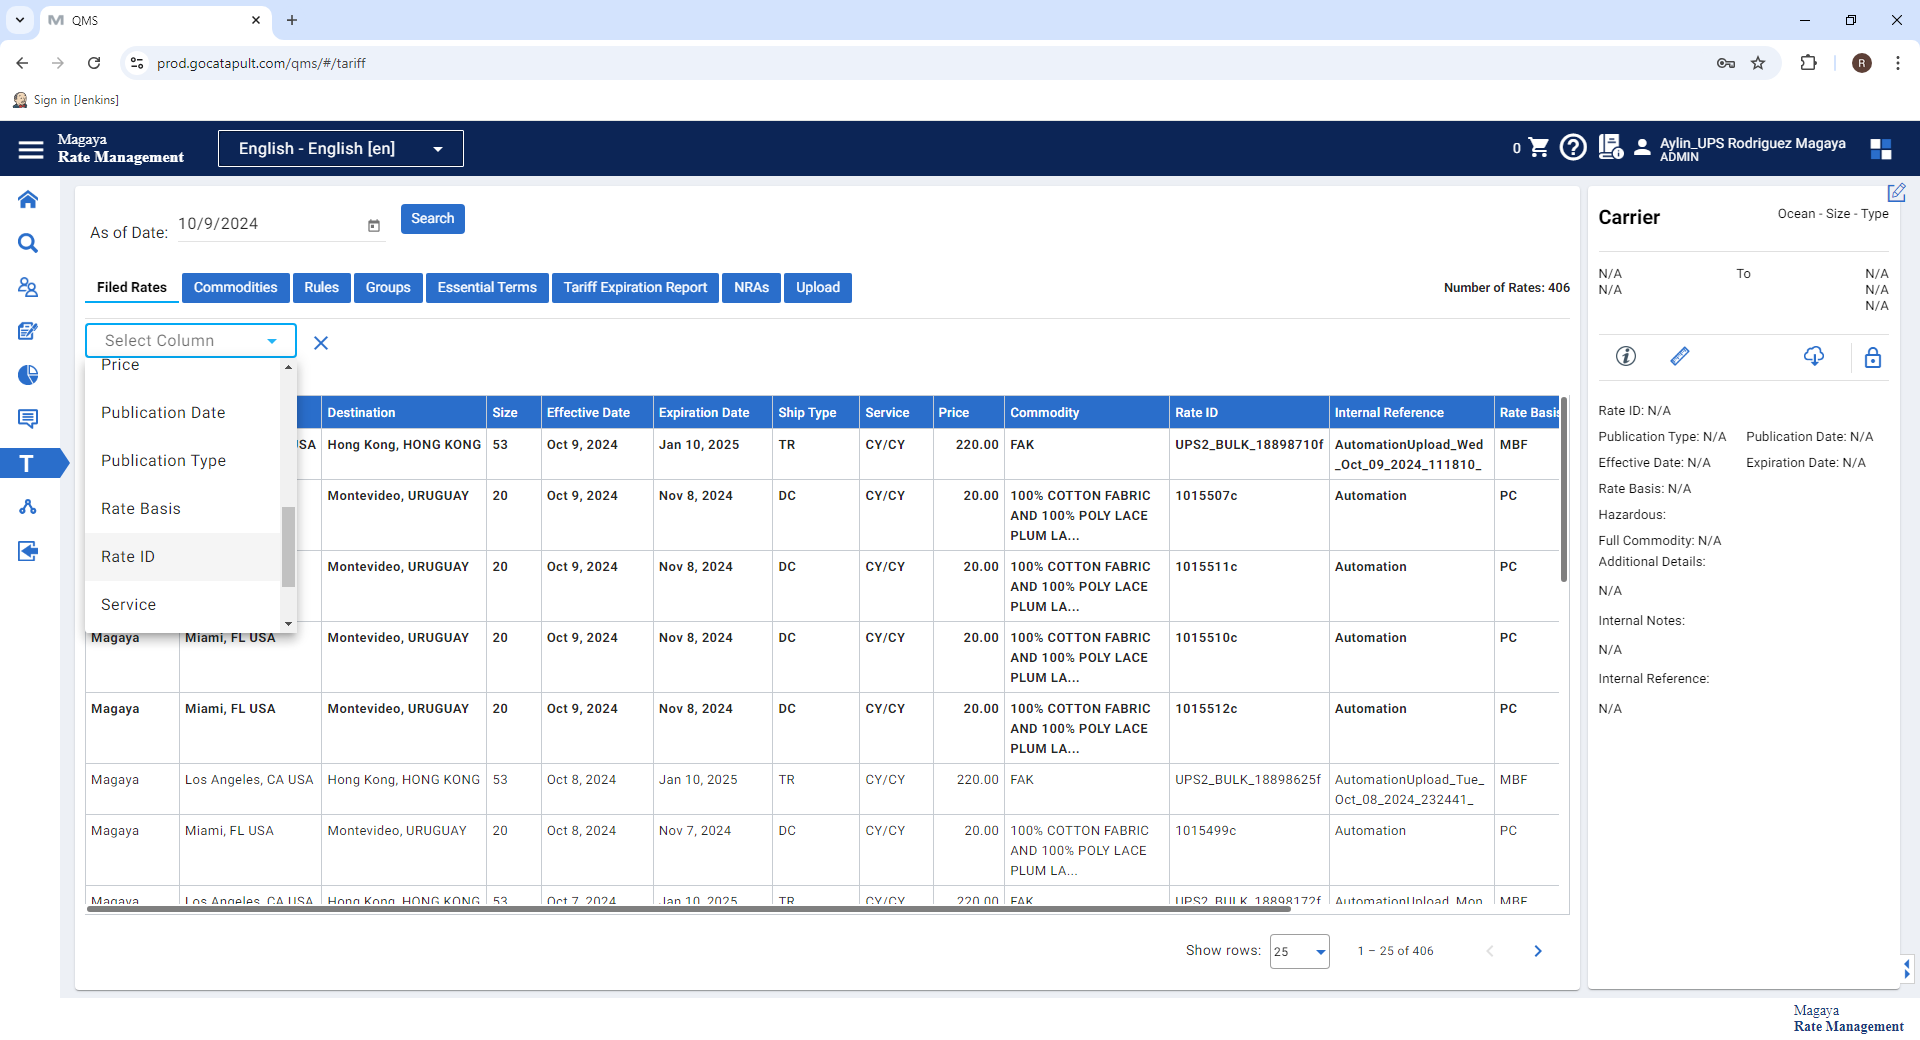 QMS
prod.gocatapult.com/qms/#/tariff
R
Sign in [Jenkins]
Magaya
Rate Management
English - English [en]
0
Aylin_UPS Rodriguez Magaya
ADMIN
As of Date: 10/9/2024 Search
Filed Rates Commodities Rules Groups Essential Terms Tariff Expiration Report NRAs Upload
Number of Rates: 406
Select Column
Price
Publication Date
Publication Type
Rate Basis
Rate ID
Service
Destination Size Effective Date Expiration Date Ship Type Service Price Commodity Rate ID Internal Reference Rate Basis
USA Hong Kong, HONG KONG 53 Oct 9, 2024 Jan 10, 2025 TR CY/CY 220.00 FAK UPS2_BULK_18898710f AutomationUpload_Wed MBF
_Oct_09_2024_111810_
Montevideo, URUGUAY 20 Oct 9, 2024 Nov 8, 2024 DC CY/CY 20.00 100% COTTON FABRIC 1015507c Automation PC
AND 100% POLY LACE
PLUM LA...
Montevideo, URUGUAY 20 Oct 9, 2024 Nov 8, 2024 DC CY/CY 20.00 100% COTTON FABRIC 1015511c Automation PC
AND 100% POLY LACE
PLUM LA...
Magaya Miami, FL USA Montevideo, URUGUAY 20 Oct 9, 2024 Nov 8, 2024 DC CY/CY 20.00 100% COTTON FABRIC 1015510c Automation PC
AND 100% POLY LACE
PLUM LA...
Magaya Miami, FL USA Montevideo, URUGUAY 20 Oct 9, 2024 Nov 8, 2024 DC CY/CY 20.00 100% COTTON FABRIC 1015512c Automation PC
AND 100% POLY LACE
PLUM LA...
Magaya Los Angeles, CA USA Hong Kong, HONG KONG 53 Oct 8, 2024 Jan 10, 2025 TR CY/CY 220.00 FAK UPS2_BULK_18898625f AutomationUpload_Tue_ MBF
Oct_08_2024_232441_
Magaya Miami, FL USA Montevideo, URUGUAY 20 Oct 8, 2024 Nov 7, 2024 DC CY/CY 20.00 100% COTTON FABRIC 1015499c Automation PC
AND 100% POLY LACE
PLUM LA...
Magaya Los Angeles, CA USA Hong Kong, HONG KONG 53 Oct 7, 2024 Jan 10, 2025 TR CY/CY 220.00 FAK UPS2_BULK_18898172f AutomationUpload_Mon MBF
Show rows: 25 1 – 25 of 406
Carrier Ocean - Size - Type
N/A To N/A
N/A N/A
N/A
Rate ID: N/A
Publication Type: N/A Publication Date: N/A
Effective Date: N/A Expiration Date: N/A
Rate Basis: N/A
Hazardous:
Full Commodity: N/A
Additional Details:
N/A
Internal Notes:
N/A
Internal Reference:
N/A
T
Magaya
Rate Management